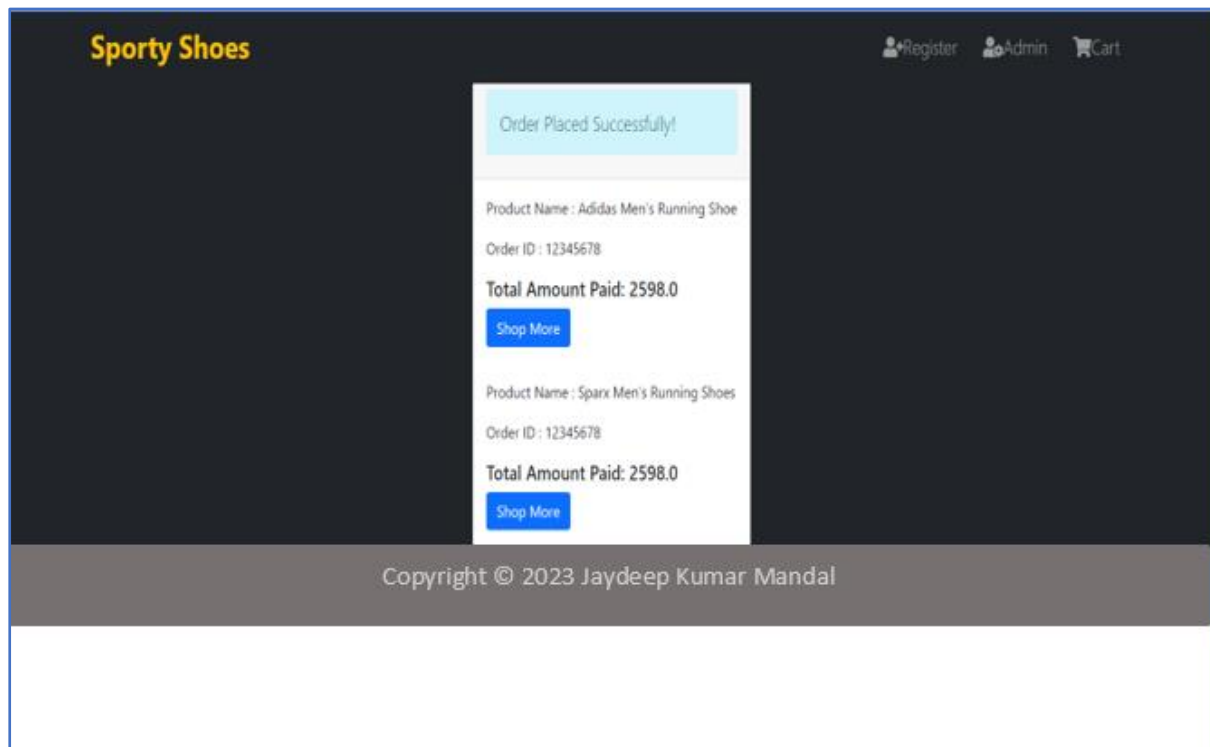 Sporty Shoes
Register Admin Cart
Order Placed Successfully!
Product Name : Adidas Men's Running Shoe
Order ID : 12345678
Total Amount Paid: 2598.0
Shop More
Product Name : Sparx Men's Running Shoes
Order ID : 12345678
Total Amount Paid: 2598.0
Shop More
Copyright © 2023 Jaydeep Kumar Mandal